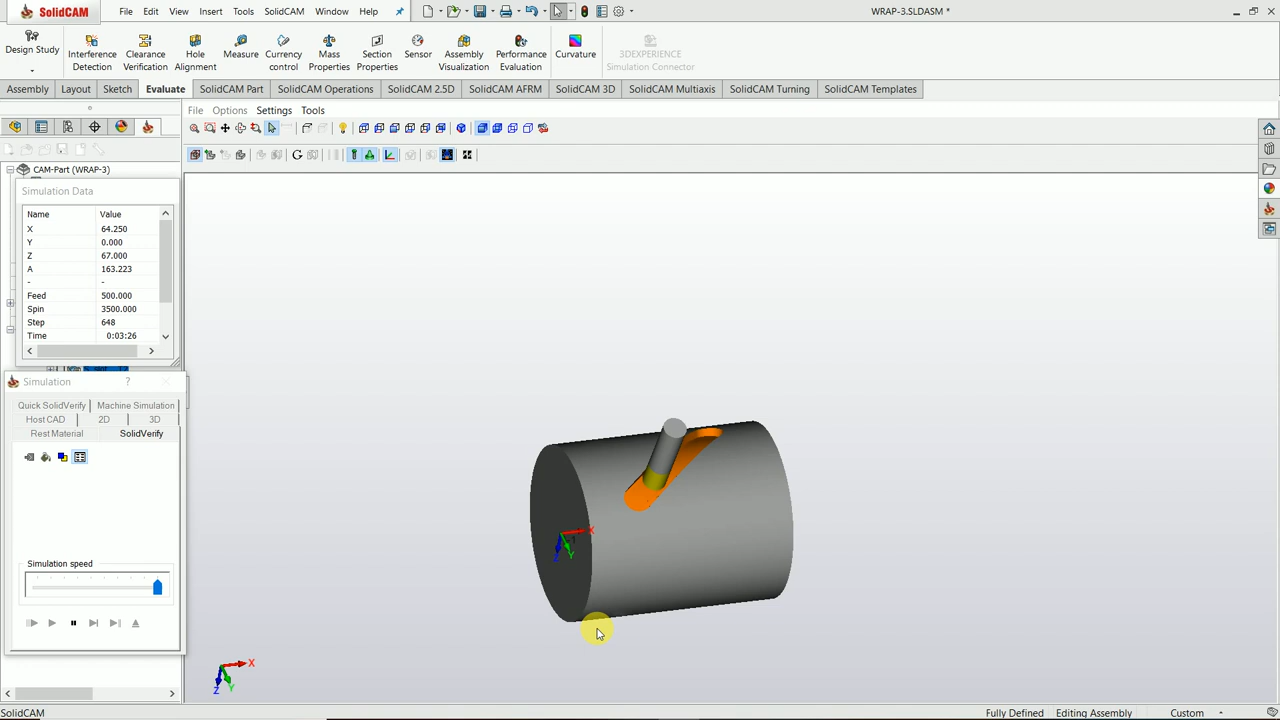 SolidCAM File Edit View Insert Tools SolidCAM Window Help WRAP-3.SLDASM *
Design Study
Interference Detection
Clearance Verification
Hole Alignment
Measure
Currency control
Mass Properties
Section Properties
Sensor
Assembly Visualization
Performance Evaluation
Curvature
3DEXPERIENCE Simulation Connector
Assembly Layout Sketch Evaluate SolidCAM Part SolidCAM Operations SolidCAM 2.5D SolidCAM AFRM SolidCAM 3D SolidCAM Multiaxis SolidCAM Turning SolidCAM Templates
File Options Settings Tools
CAM-Part (WRAP-3)
Simulation Data
Name Value
X 64.250
Y 0.000
Z 67.000
A 163.223
- -
Feed 500.000
Spin 3500.000
Step 648
Time 0:03:26
Simulation ?
Quick SolidVerify Machine Simulation
Host CAD 2D 3D
Rest Material SolidVerify
Simulation speed
X
Z Y
X
Z Y
SolidCAM Fully Defined Editing Assembly Custom